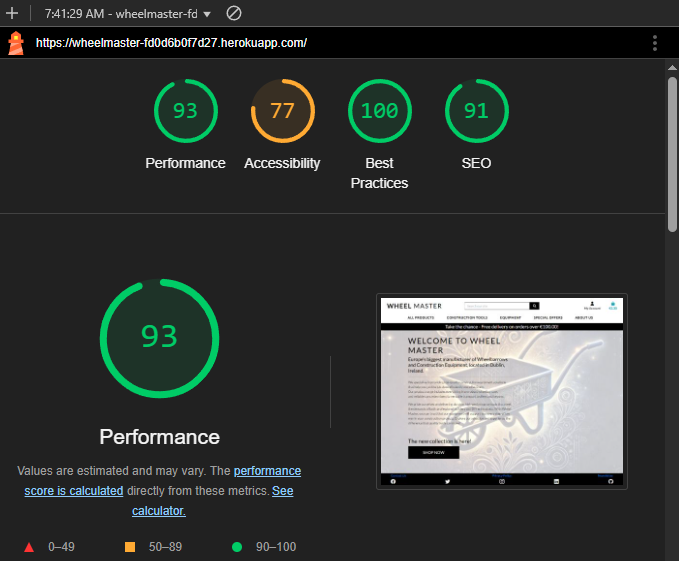 7:41:29 AM - wheelmaster-fd
https://wheelmaster-fd0d6b0f7d27.herokuapp.com/
93
77
100
91
Performance
Accessibility
Best
Practices
SEO
93
Performance
Values are estimated and may vary. The performance
score is calculated directly from these metrics. See
calculator.
0–49
50–89
90–100
WHEEL MASTER
ALL PRODUCTS CONSTRUCTION TOOLS EQUIPMENT SPECIAL OFFERS ABOUT US
Take the chance - Free delivery on orders over €100.00!
WELCOME TO WHEEL
MASTER
Europe's biggest manufacturer of Wheelbarrows
and Construction Equipment, located in Dublin,
Ireland.
The new collection is here!
SHOP NOW